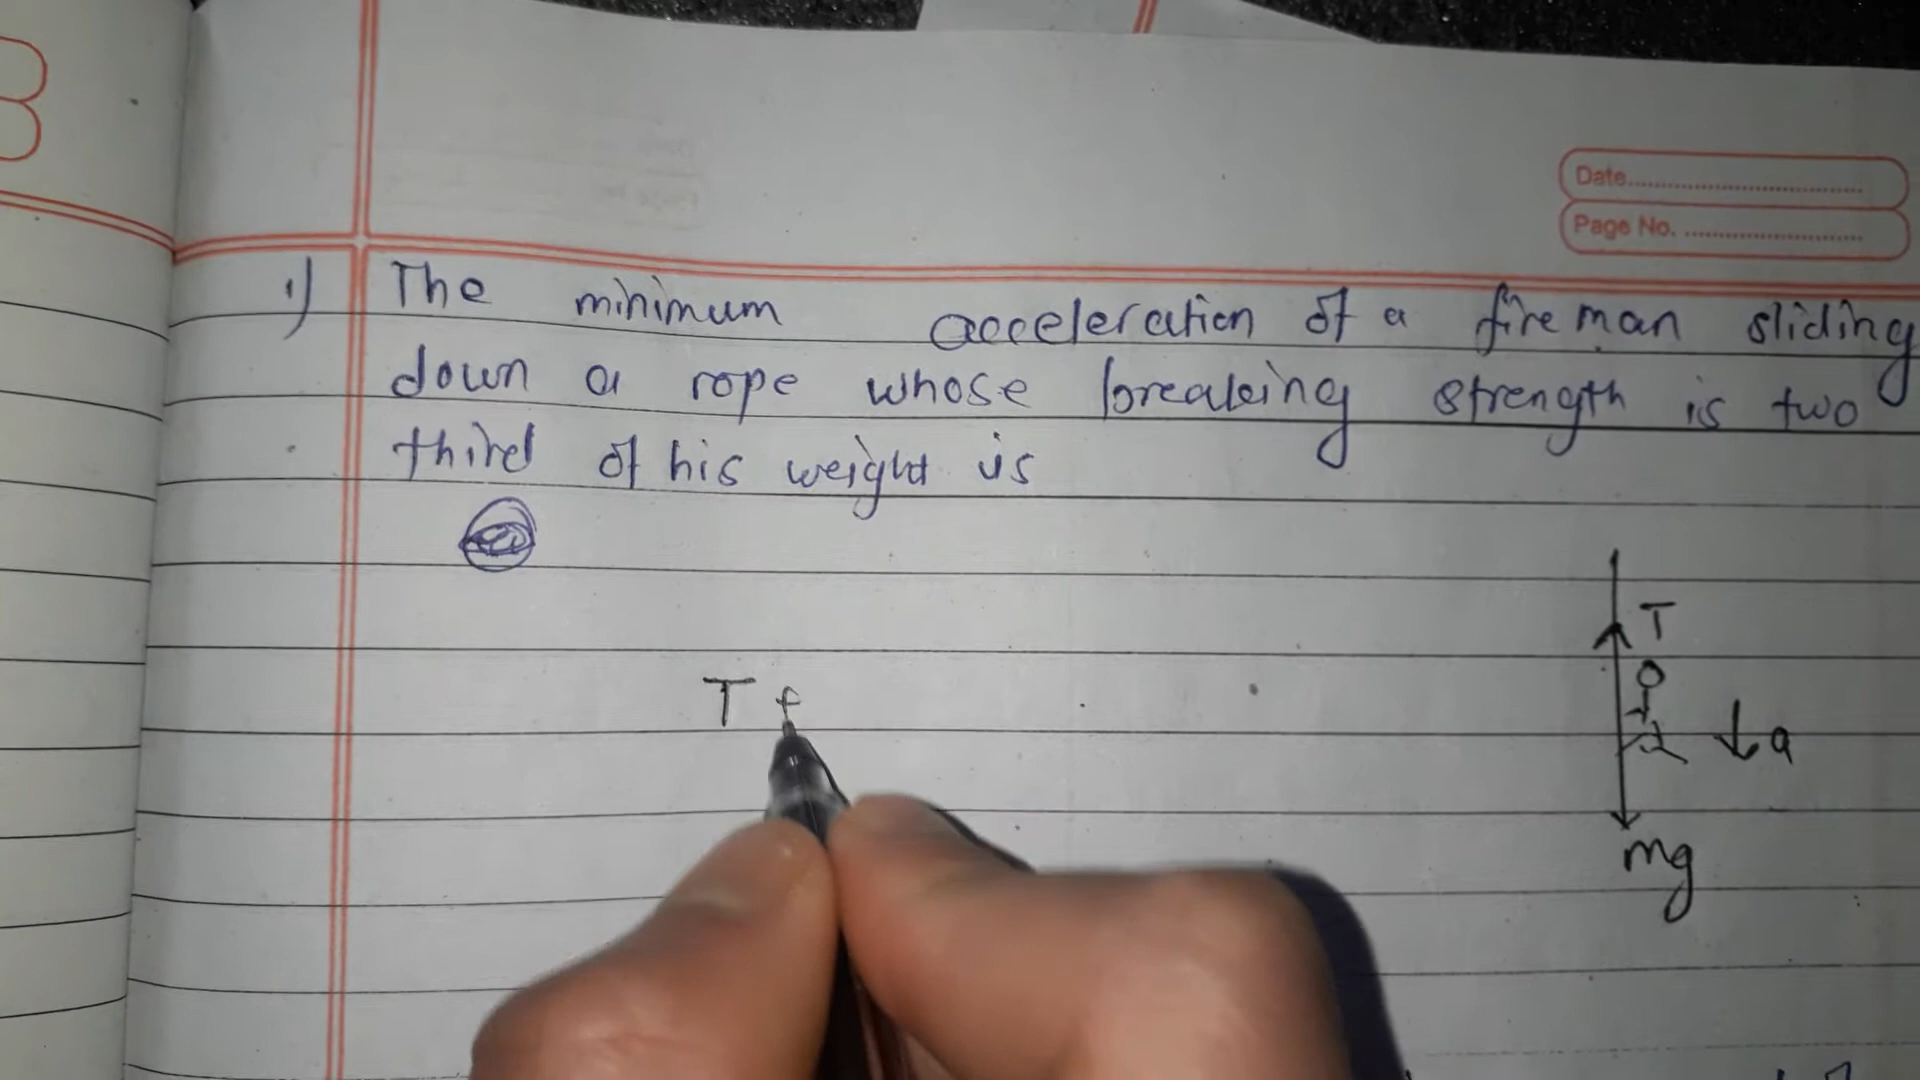 Date
Page No.
1) The minimum acceleration of a fireman sliding
down a rope whose breaking strength is two
third of his weight is
T
T
a
mg